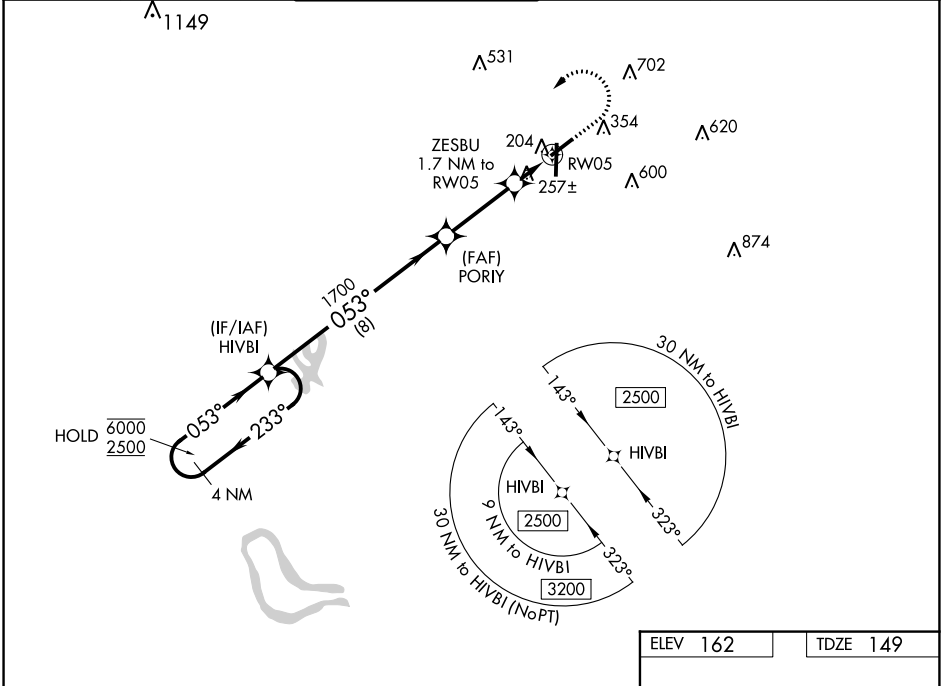 1149
531
702
354
204
620
ZESBU
1.7 NM to
RW05
RW05
257±
600
874
(FAF)
PORIY
1700
053°
(8)
(IF/IAF)
HIVBI
HOLD 6000
2500
053°
233°
4 NM
30 NM to HIVBI
2500
143°
HIVBI
323°
143°
HIVBI
2500
9 NM to HIVBI
323°
3200
30 NM to HIVBI (NoPT)
ELEV 162 TDZE 149